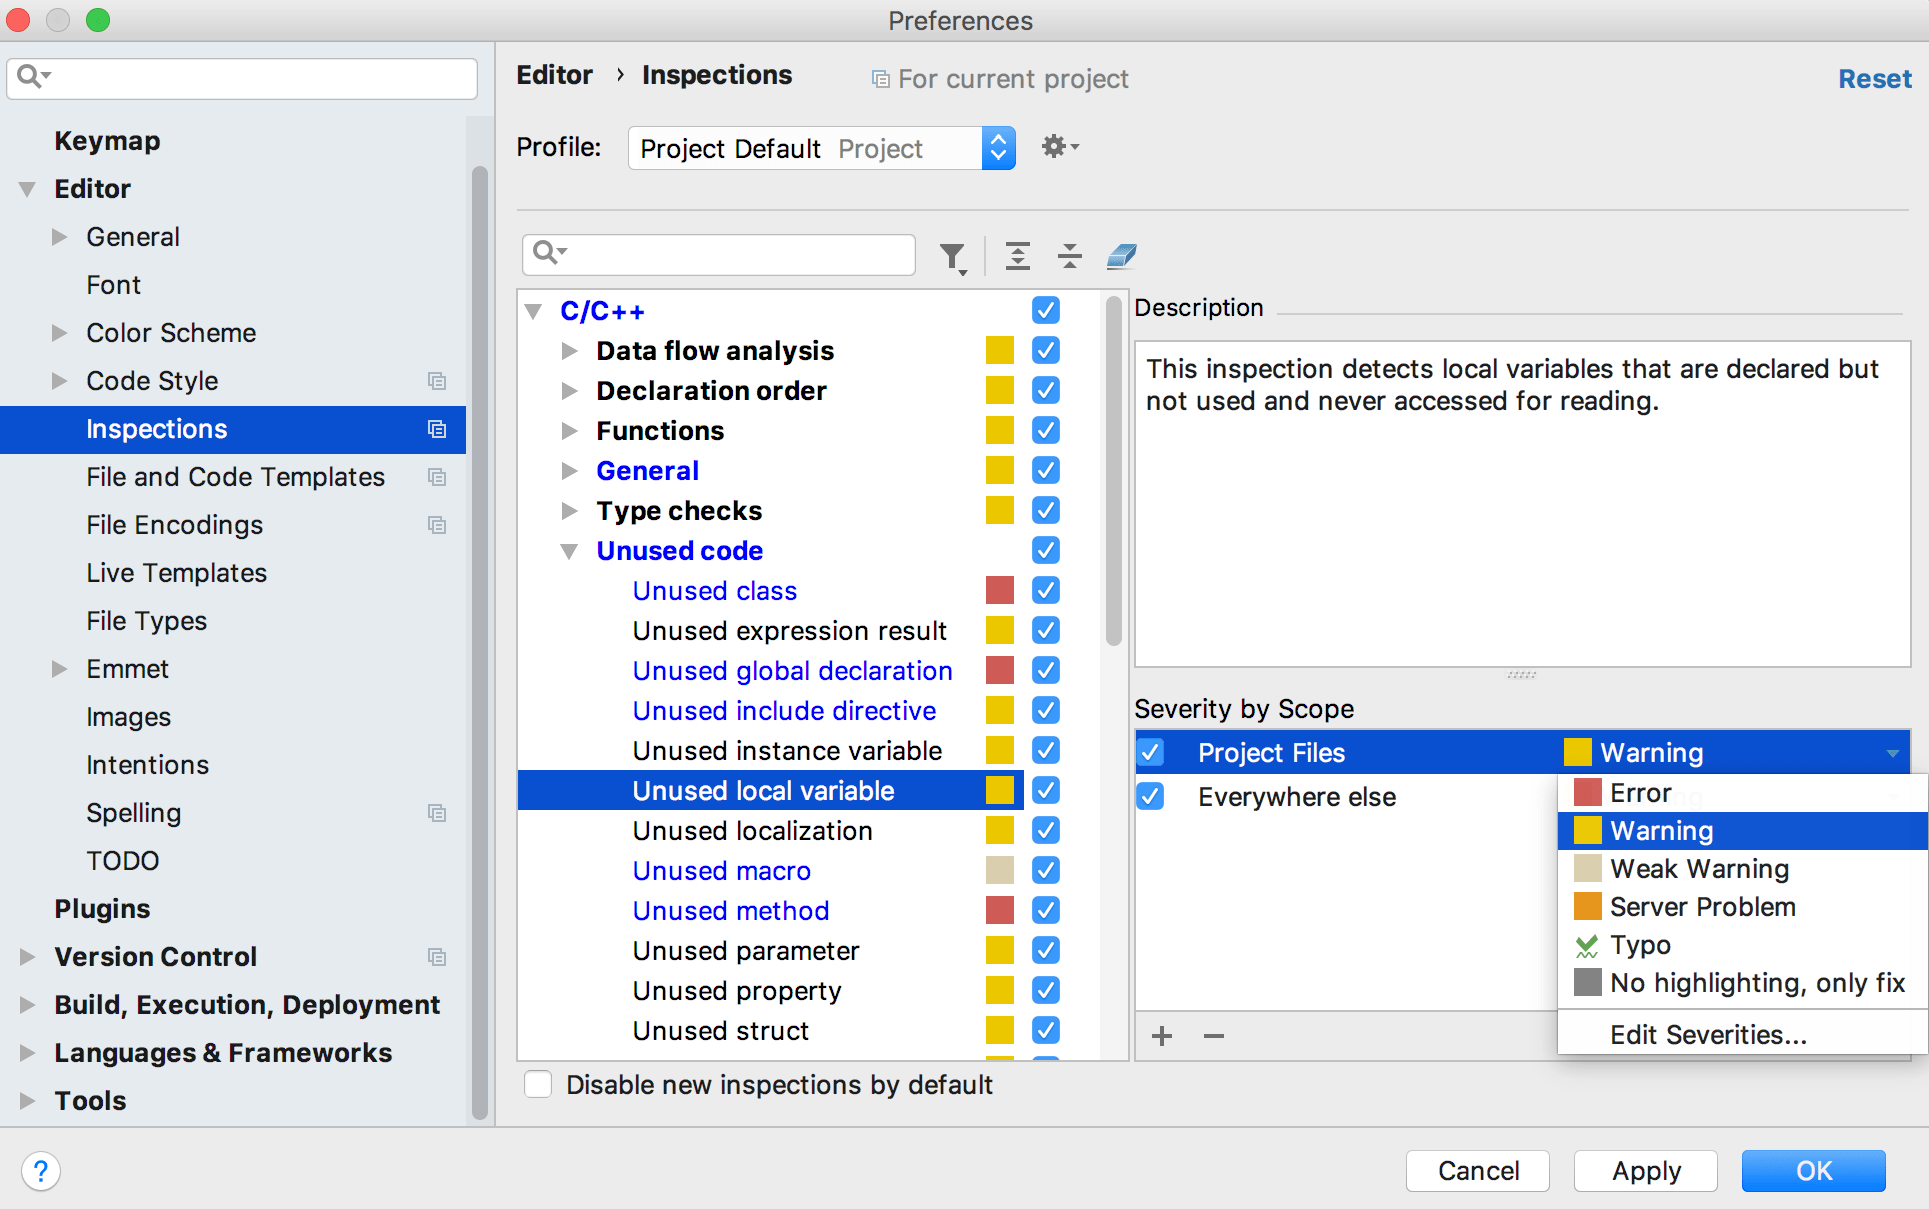 Preferences
Keymap
Editor
General
Font
Color Scheme
Code Style
Inspections
File and Code Templates
File Encodings
Live Templates
File Types
Emmet
Images
Intentions
Spelling
TODO
Plugins
Version Control
Build, Execution, Deployment
Languages & Frameworks
Tools
?
Editor › Inspections For current project Reset
Profile: Project Default Project
C/C++
Data flow analysis
Declaration order
Functions
General
Type checks
Unused code
Unused class
Unused expression result
Unused global declaration
Unused include directive
Unused instance variable
Unused local variable
Unused localization
Unused macro
Unused method
Unused parameter
Unused property
Unused struct
Disable new inspections by default
Description
This inspection detects local variables that are declared but
not used and never accessed for reading.
Severity by Scope
Project Files Warning
Everywhere else
Error
Warning
Weak Warning
Server Problem
Typo
No highlighting, only fix
Edit Severities...
Cancel Apply OK